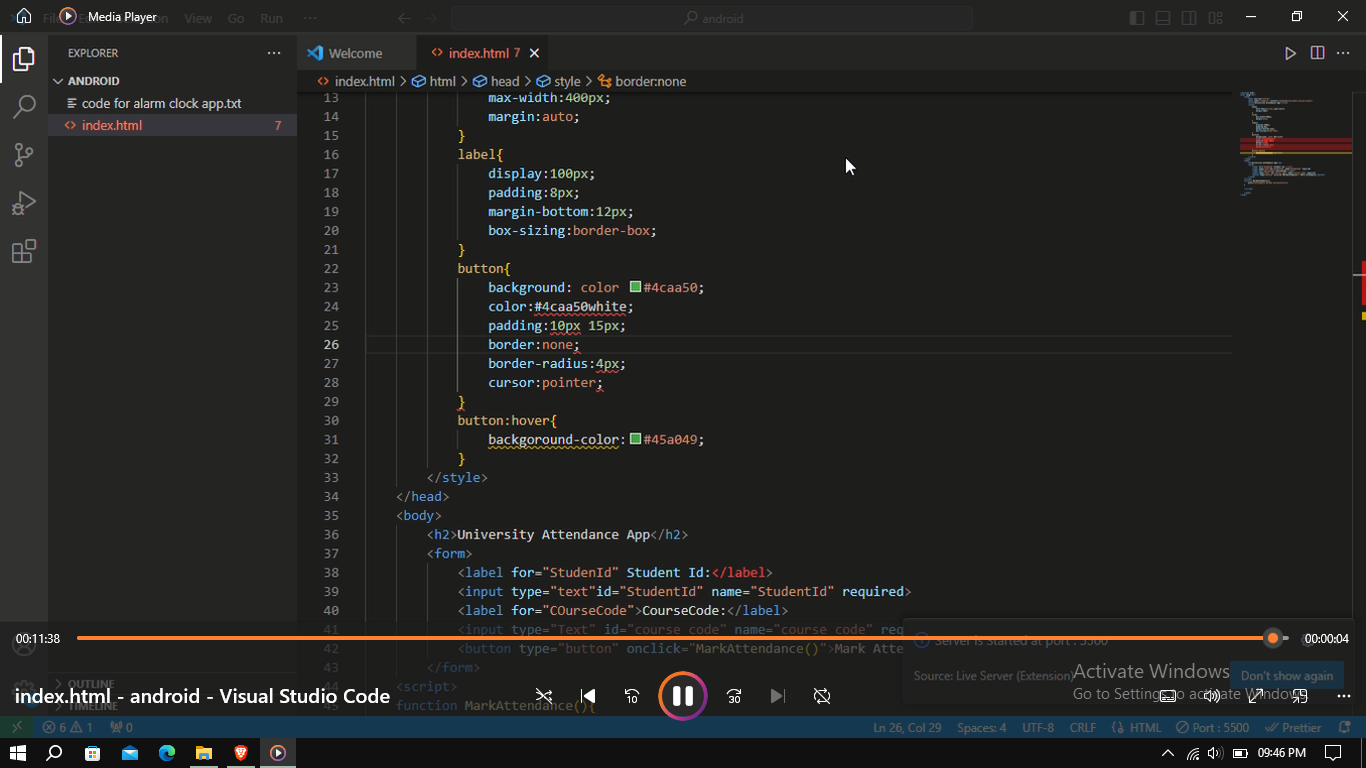 Media Player
File
View
Go
Run
android
EXPLORER
Welcome
index.html 7
ANDROID
code for alarm clock app.txt
index.html 7
index.html > html > head > style > border:none
13 max-width:400px;
14 margin:auto;
15 }
16 label{
17 display:100px;
18 padding:8px;
19 margin-bottom:12px;
20 box-sizing:border-box;
21 }
22 button{
23 background: color #4caa50;
24 color:#4caa50white;
25 padding:10px 15px;
26 border:none;
27 border-radius:4px;
28 cursor:pointer;
29 }
30 button:hover{
31 backgoround-color:#45a049;
32 }
33 </style>
34 </head>
35 <body>
36 <h2>University Attendance App</h2>
37 <form>
38 <label for="StudenId" Student Id:</label>
39 <input type="text"id="StudentId" name="StudentId" required>
40 <label for="COurseCode">CourseCode:</label>
41 <input type="Text" id="course code" name="course code" req
42 <button type="button" onclick="MarkAttendance()">Mark Atte
43 </form>
44 <script>
45 function MarkAttendance(){
00:11:38
00:00:04
Server is Started at port : 5500
Source: Live Server (Extension)
Don't show again
Activate Windows
Go to Settings to activate Windows.
OUTLINE
TIMELINE
index.html - android - Visual Studio Code
10
30
6 1 0
Ln 26, Col 29 Spaces: 4 UTF-8 CRLF HTML Port : 5500 Prettier
09:46 PM